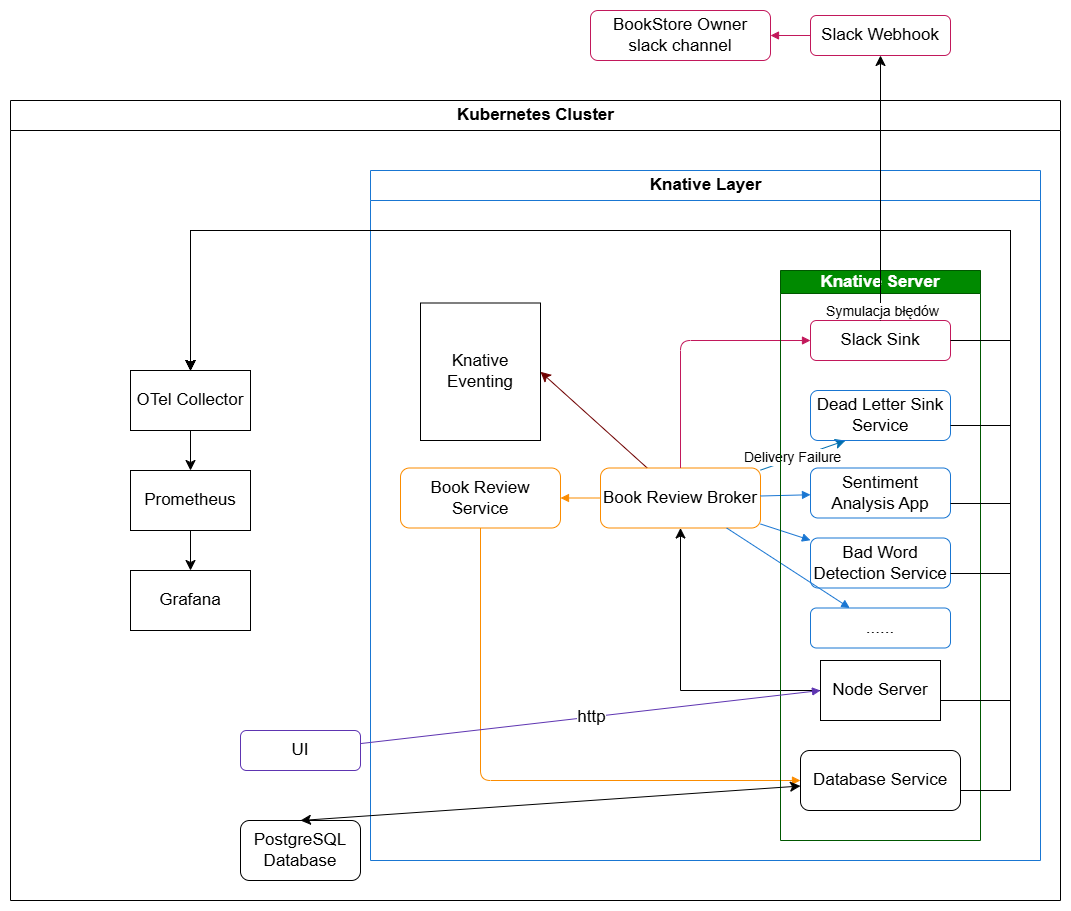 BookStore Owner
slack channel
Slack Webhook
Kubernetes Cluster
Knative Layer
Knative Server
Symulacja błędów
Slack Sink
Knative
Eventing
OTel Collector
Dead Letter Sink
Service
Delivery Failure
Book Review
Service
Book Review Broker
Sentiment
Analysis App
Prometheus
Bad Word
Detection Service
Grafana
......
Node Server
http
UI
Database Service
PostgreSQL
Database